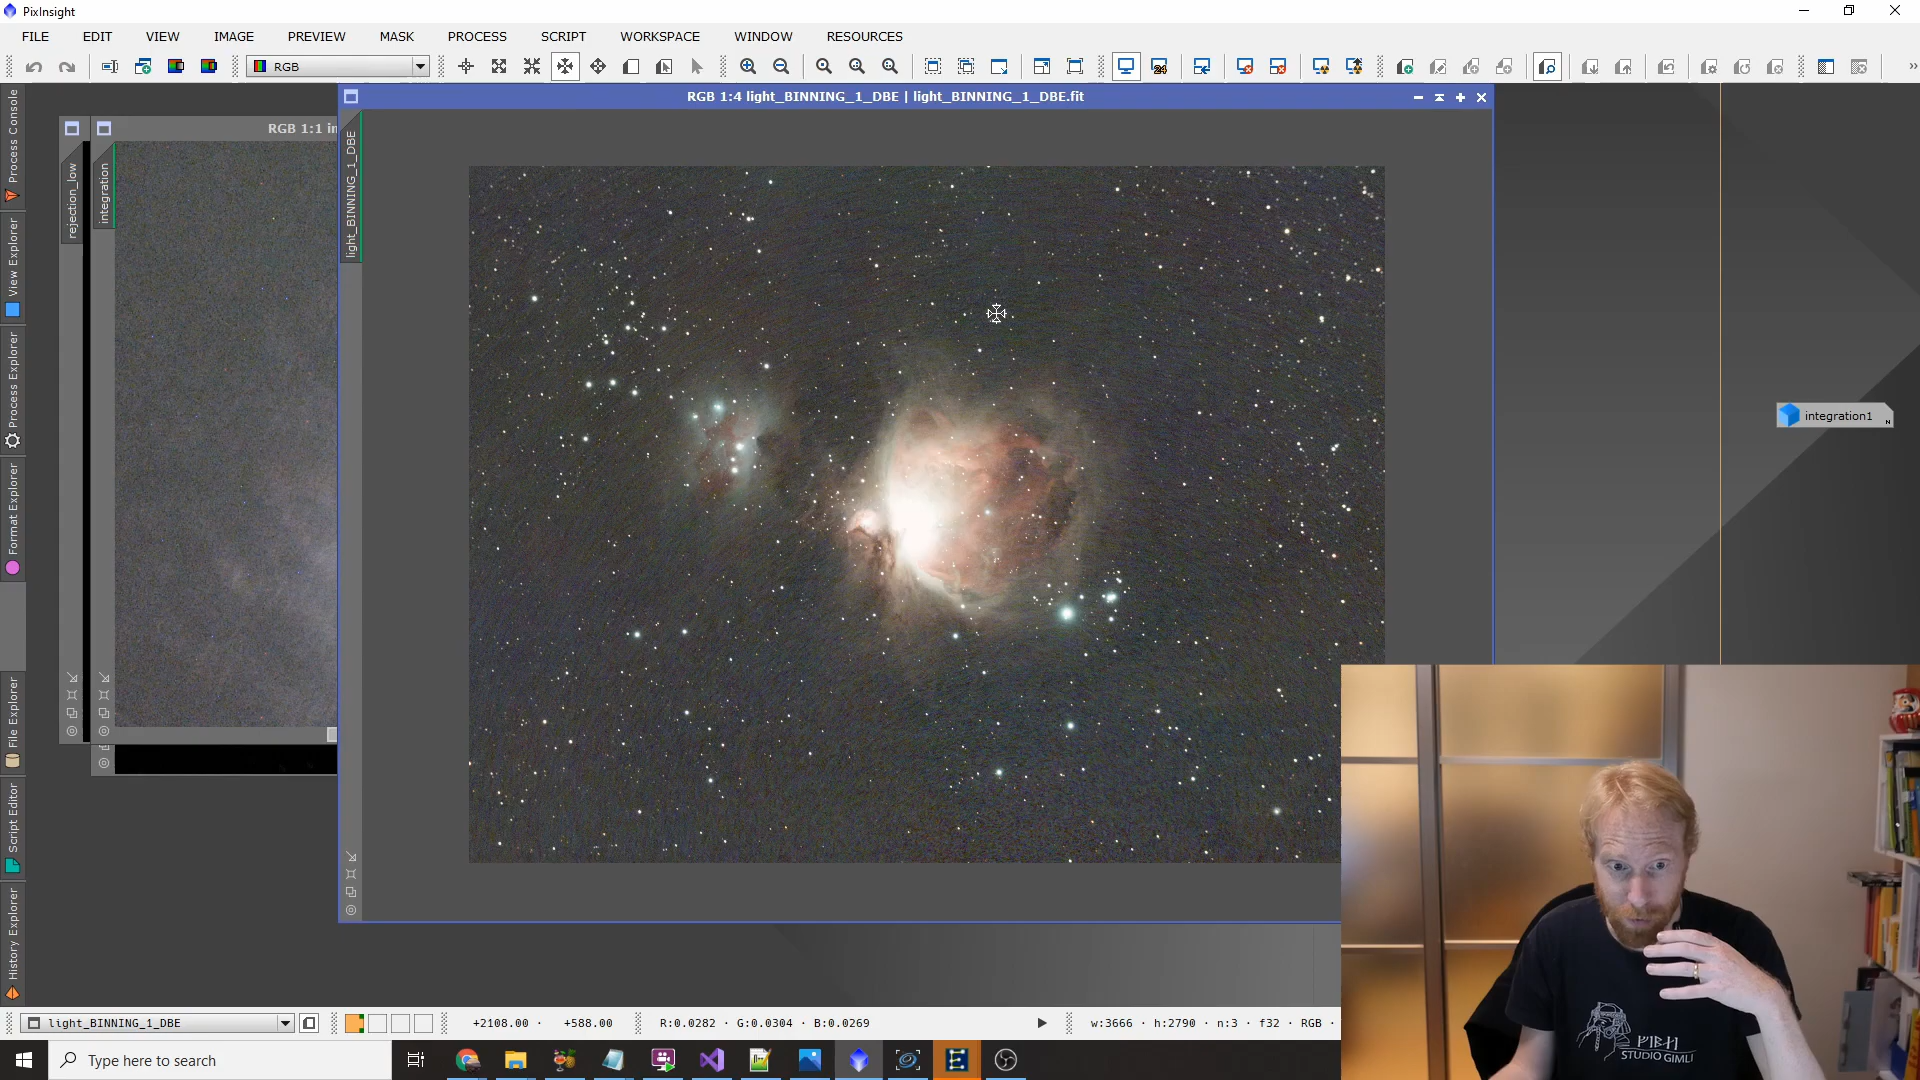 PixInsight
FILE EDIT VIEW IMAGE PREVIEW MASK PROCESS SCRIPT WORKSPACE WINDOW RESOURCES
RGB
24
RGB 1:4 light_BINNING_1_DBE | light_BINNING_1_DBE.fit
RGB 1:1 in
Process Console
View Explorer
Process Explorer
Format Explorer
File Explorer
Script Editor
History Explorer
rejection_low
integration
light_BINNING_1_DBE
integration1
N
STUDIO GIMLI
light_BINNING_1_DBE
+2108.00 · +588.00
R:0.0282 · G:0.0304 · B:0.0269
w:3666 · h:2790 · n:3 · f32 · RGB ·
Type here to search